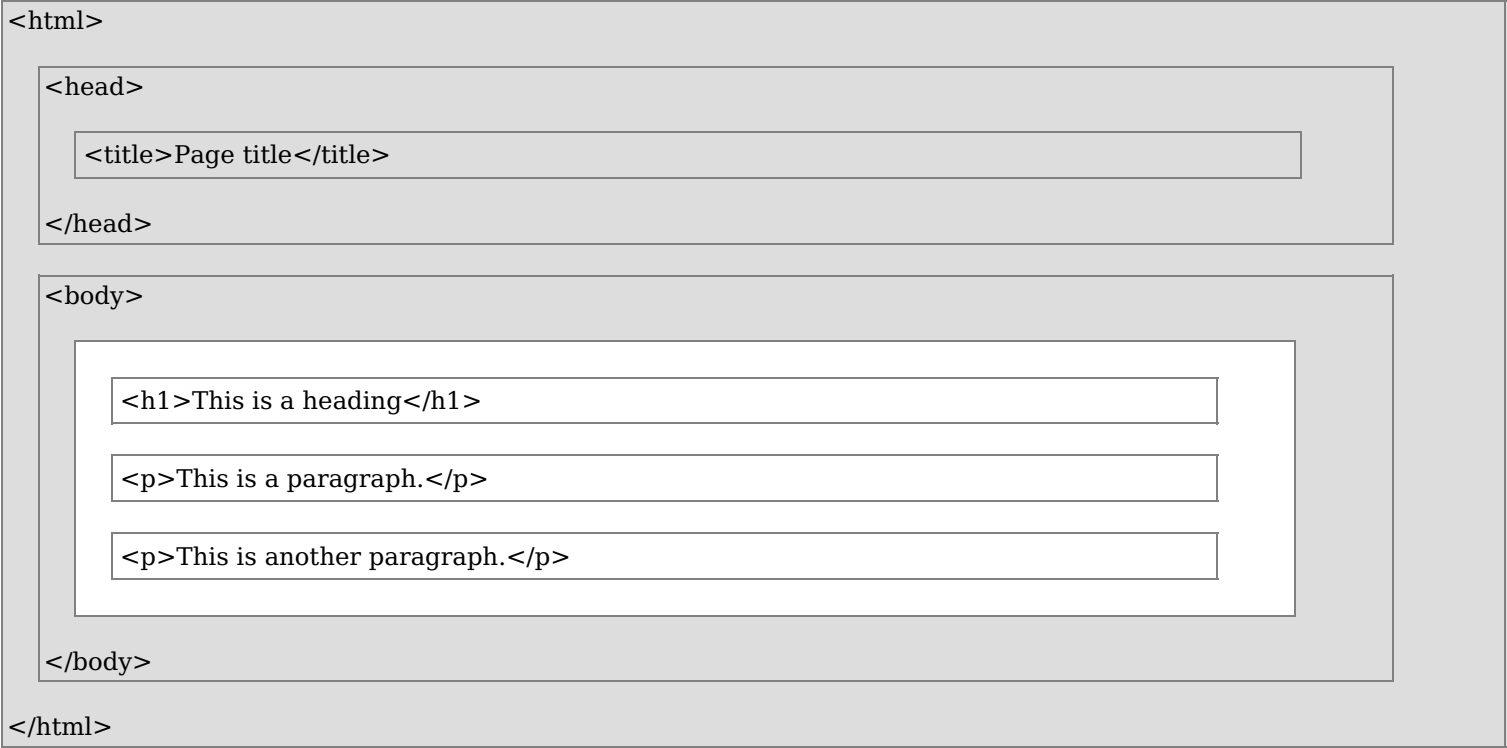 <html>
<head>
<title>Page title</title>
</head>
<body>
<h1>This is a heading</h1>
<p>This is a paragraph.</p>
<p>This is another paragraph.</p>
</body>
</html>